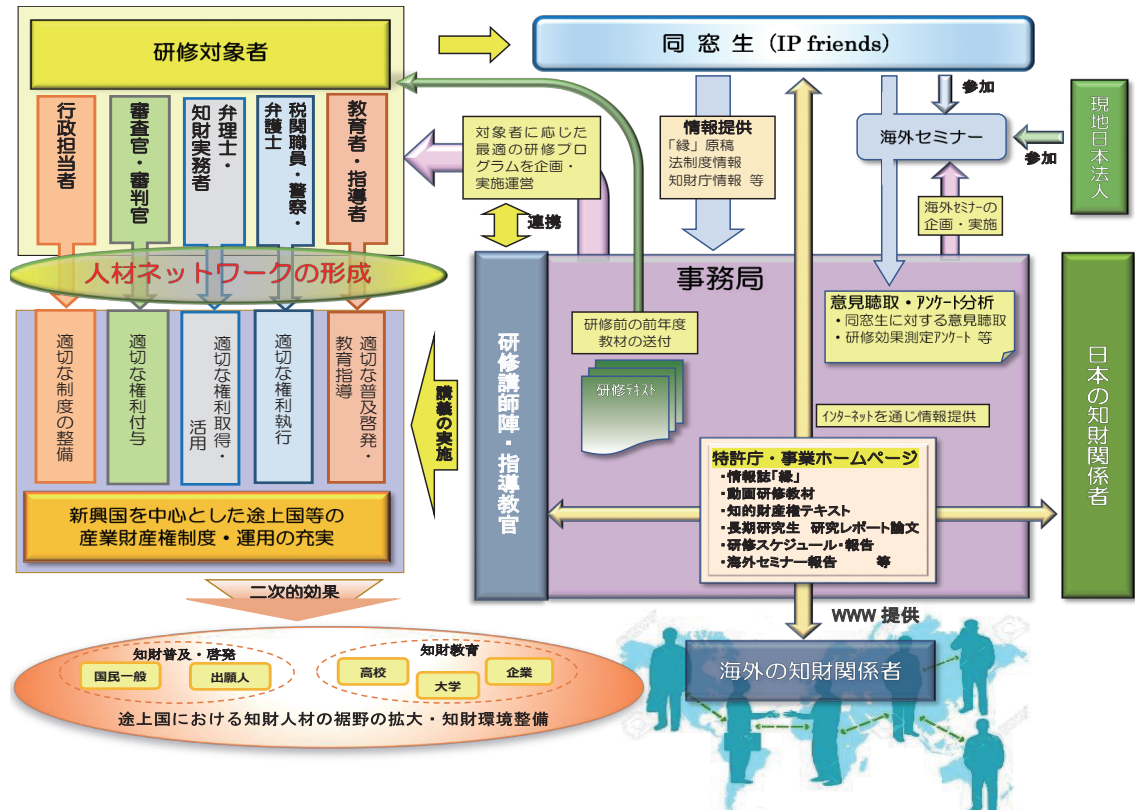 研修対象者
同 窓 生 (IP friends)
行政担当者
審査官・審判官
弁理士・
知財実務者
税関職員・警察・
弁護士
教育者・指導者
対象者に応じた
最適の研修プロ
グラムを企画・
実施運営
連携
情報提供
「縁」原稿
法制度情報
知財庁情報 等
参加
海外セミナー
参加
現地日本法人
海外セミナーの
企画・実施
人材ネットワークの形成
事務局
意見聴取・アンケート分析
・同窓生に対する意見聴取
・研修効果測定アンケート 等
研修前の前年度
教材の送付
研修テキスト
適切な制度の整備
適切な権利付与
適切な権利取得・
活用
適切な権利執行
適切な普及啓発・
教育指導
講義の実施
研修講師陣・指導教官
日本の知財関係者
インターネットを通じ情報提供
特許庁・事業ホームページ
・情報誌「縁」
・動画研修教材
・知的財産権テキスト
・長期研究生 研究レポート論文
・研修スケジュール・報告
・海外セミナー報告 等
新興国を中心とした途上国等の
産業財産権制度・運用の充実
二次的効果
WWW 提供
知財普及・啓発
国民一般
出願人
知財教育
高校
大学
企業
途上国における知財人材の裾野の拡大・知財環境整備
海外の知財関係者